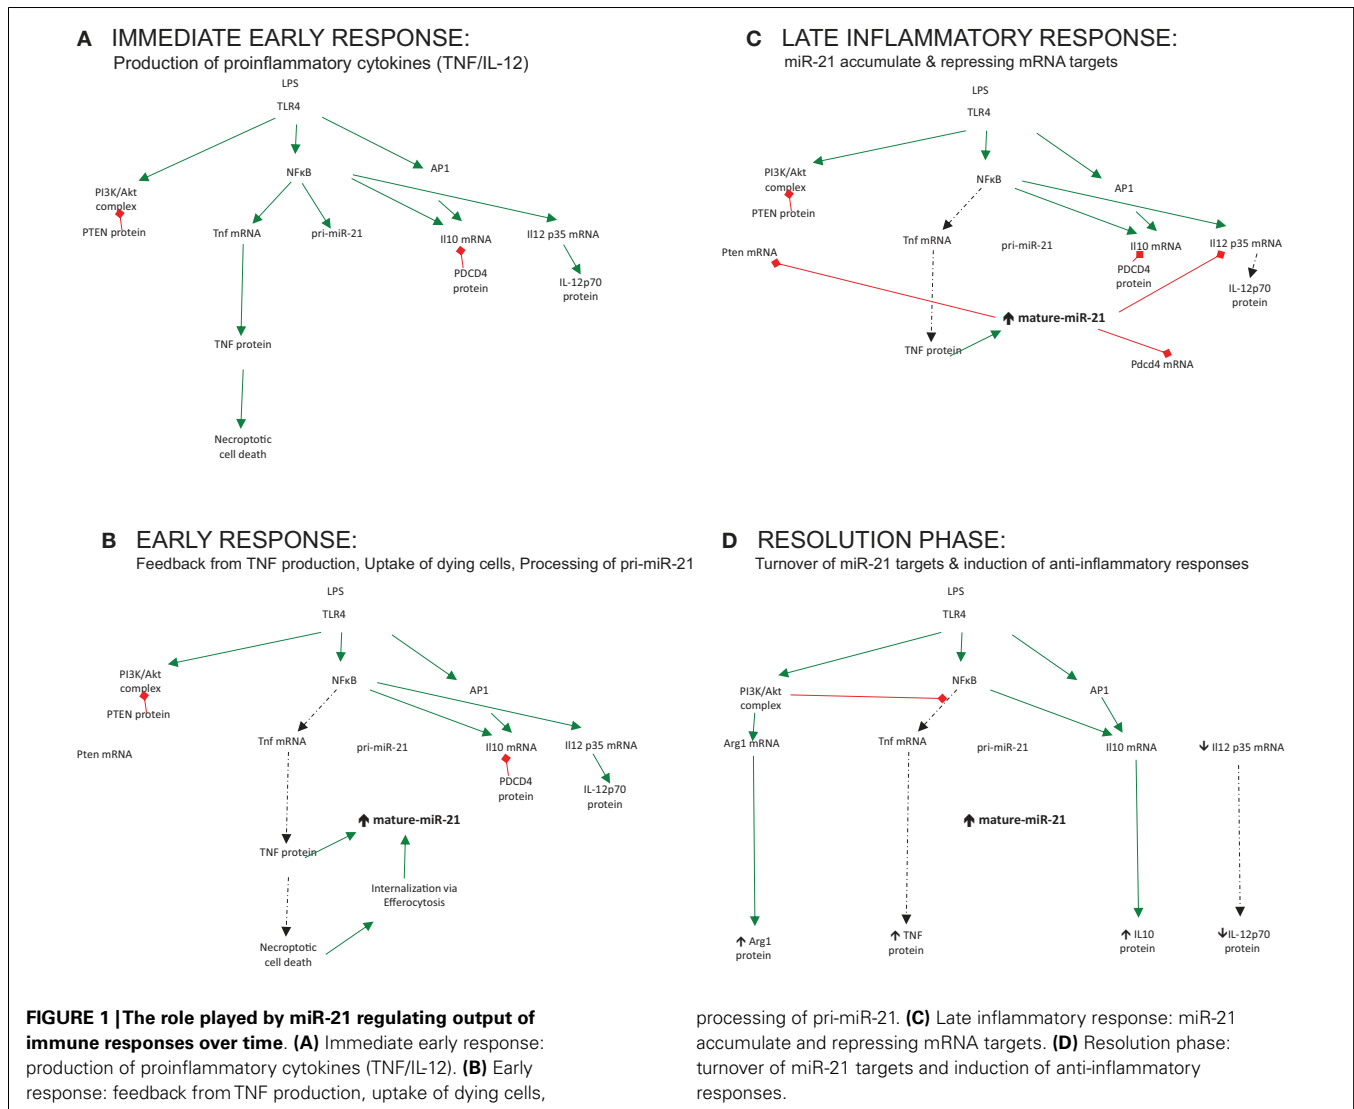 A IMMEDIATE EARLY RESPONSE:
Production of proinflammatory cytokines (TNF/IL-12)
LPS
TLR4
NFκB
AP1
PI3K/Akt
complex
PTEN protein
Tnf mRNA
pri-miR-21
Il10 mRNA
Il12 p35 mRNA
PDCD4
protein
IL-12p70
protein
TNF protein
Necroptotic
cell death
B EARLY RESPONSE:
Feedback from TNF production, Uptake of dying cells, Processing of pri-miR-21
LPS
TLR4
PI3K/Akt
complex
NFκB
AP1
PTEN protein
Pten mRNA
Tnf mRNA
pri-miR-21
Il10 mRNA
Il12 p35 mRNA
PDCD4
protein
IL-12p70
protein
mature-miR-21
TNF protein
Internalization via
Efferocytosis
Necroptotic
cell death
C LATE INFLAMMATORY RESPONSE:
miR-21 accumulate & repressing mRNA targets
LPS
TLR4
PI3K/Akt
complex
NFκB
AP1
PTEN protein
Pten mRNA
Tnf mRNA
pri-miR-21
Il10 mRNA
Il12 p35 mRNA
PDCD4
protein
IL-12p70
protein
mature-miR-21
TNF protein
Pdcd4 mRNA
D RESOLUTION PHASE:
Turnover of miR-21 targets & induction of anti-inflammatory responses
LPS
TLR4
PI3K/Akt
complex
NFκB
AP1
Arg1 mRNA
Tnf mRNA
pri-miR-21
Il10 mRNA
Il12 p35 mRNA
mature-miR-21
Arg1
protein
TNF
protein
IL10
protein
IL-12p70
protein
FIGURE 1 | The role played by miR-21 regulating output of
immune responses over time. (A) Immediate early response:
production of proinflammatory cytokines (TNF/IL-12). (B) Early
response: feedback from TNF production, uptake of dying cells,
processing of pri-miR-21. (C) Late inflammatory response: miR-21
accumulate and repressing mRNA targets. (D) Resolution phase:
turnover of miR-21 targets and induction of anti-inflammatory
responses.